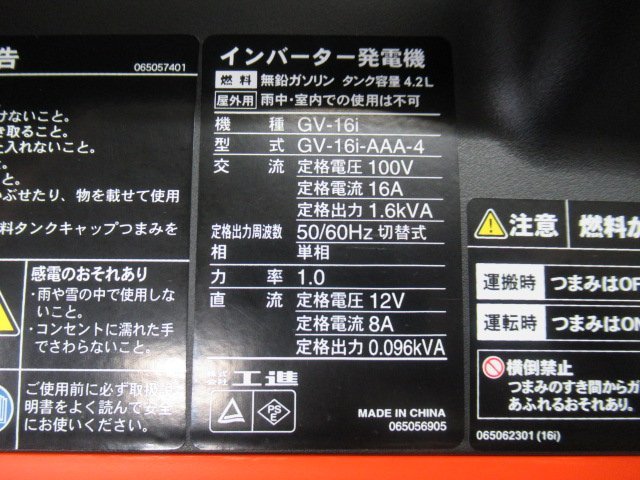 告
065057401
けないこと。
き取ること。
に入れないこと。
こと。
ぶせたり、物を載せて使用
料タンクキャップつまみを
感電のおそれあり
・雨や雪の中で使用しないこと。
・コンセントに濡れた手でさわらないこと。
ご使用前に必ず取扱説明書をよく読んで安全にお使いください。
インバーター発電機
燃料 無鉛ガソリン タンク容量 4.2L
屋外用 雨中・室内での使用は不可
機種 GV-16i
型式 GV-16i-AAA-4
交流 定格電圧 100V
定格電流 16A
定格出力 1.6kVA
定格出力周波数 50/60Hz 切替式
相 単相
力率 1.0
直流 定格電圧 12V
定格電流 8A
定格出力 0.096kVA
株式会社 工進
PSE
MADE IN CHINA
065056905
注意 燃料が
運搬時 つまみはOF
運転時 つまみはON
横倒禁止
つまみのすき間からガ
あふれるおそれあり。
065062301 (16i)